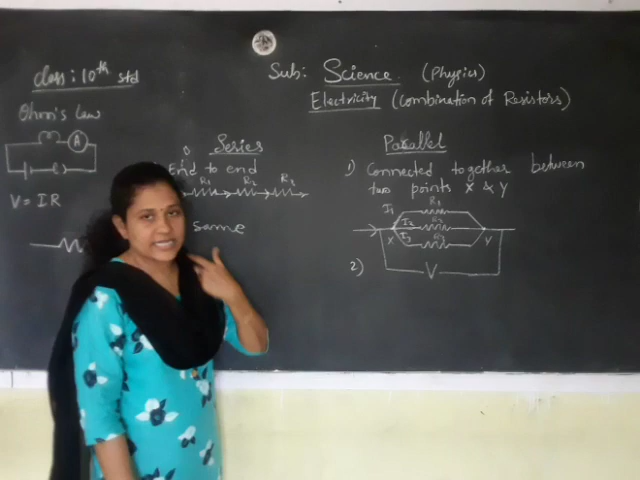 class: 10th std
Sub: Science (Physics)
Electricity (Combination of Resistors)
Ohm's Law
A
V = IR
Series
End to end
R1 R2 R3
same
Parallel
1) Connected together between
two points X & Y
R1
I1
I2 R2
I3 R3
X Y
2)
V